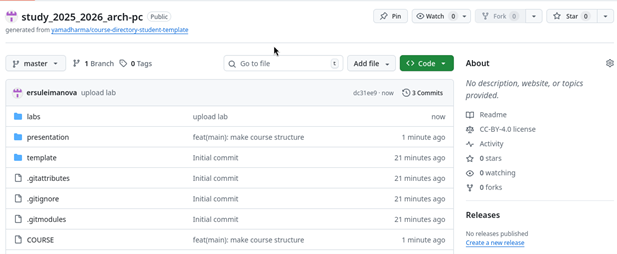 study_2025_2026_arch-pc Public
Pin Watch 0 Fork 0 Star 0
generated from yamadharma/course-directory-student-template
master 1 Branch 0 Tags Go to file t Add file Code
ersuleimanova upload lab dc31ee9 · now 3 Commits
labs upload lab now
presentation feat(main): make course structure 1 minute ago
template Initial commit 21 minutes ago
.gitattributes Initial commit 21 minutes ago
.gitignore Initial commit 21 minutes ago
.gitmodules Initial commit 21 minutes ago
COURSE feat(main): make course structure 1 minute ago
About
No description, website, or topics
provided.
Readme
CC-BY-4.0 license
Activity
0 stars
0 watching
0 forks
Releases
No releases published
Create a new release